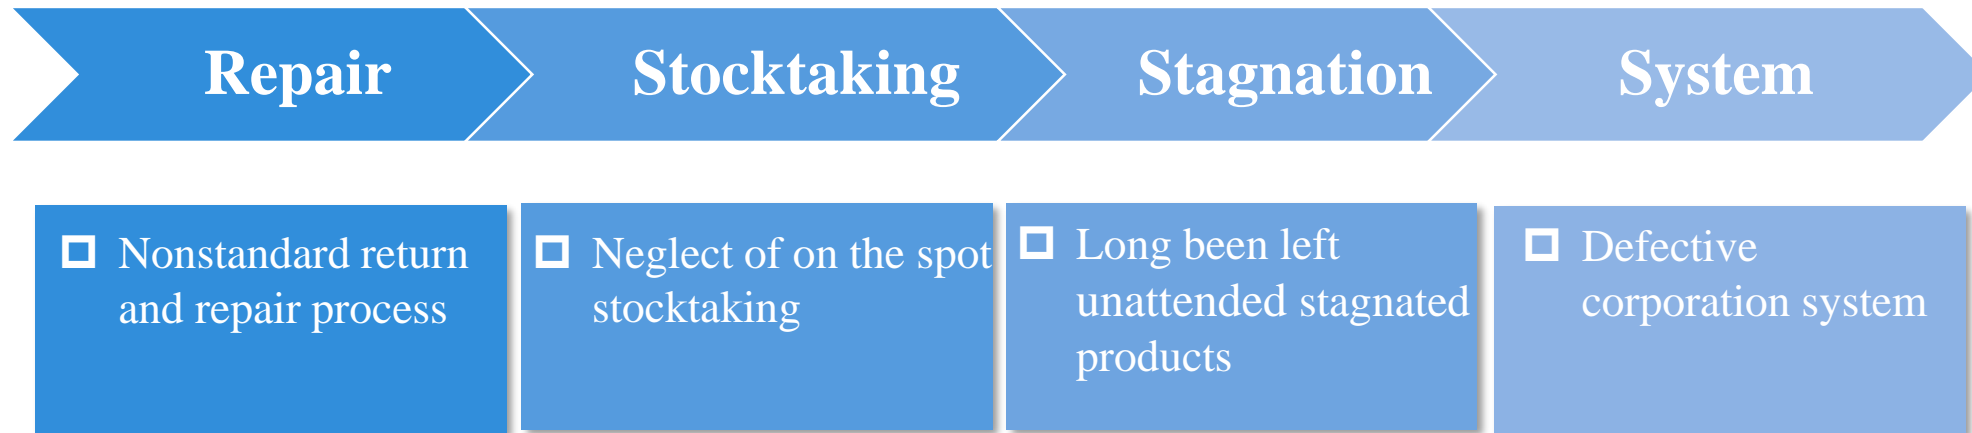 Repair
Stocktaking
Stagnation
System
Nonstandard return
and repair process
Neglect of on the spot
stocktaking
Long been left
unattended stagnated
products
Defective
corporation system